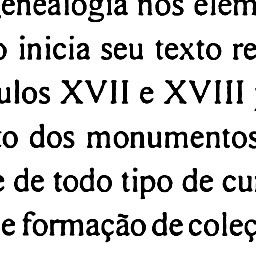 genealogia nos elem
o inicia seu texto re
ulos XVII e XVIII
to dos monumentos
e de todo tipo de cu
e formação de coleç